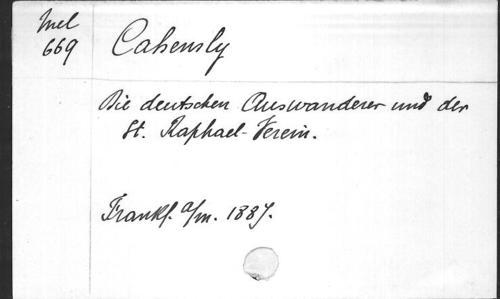 Mel
669
Cahensly
Die deutschen Auswanderer und der
St. Raphael-Verein.
Frankf. a/m. 1887.